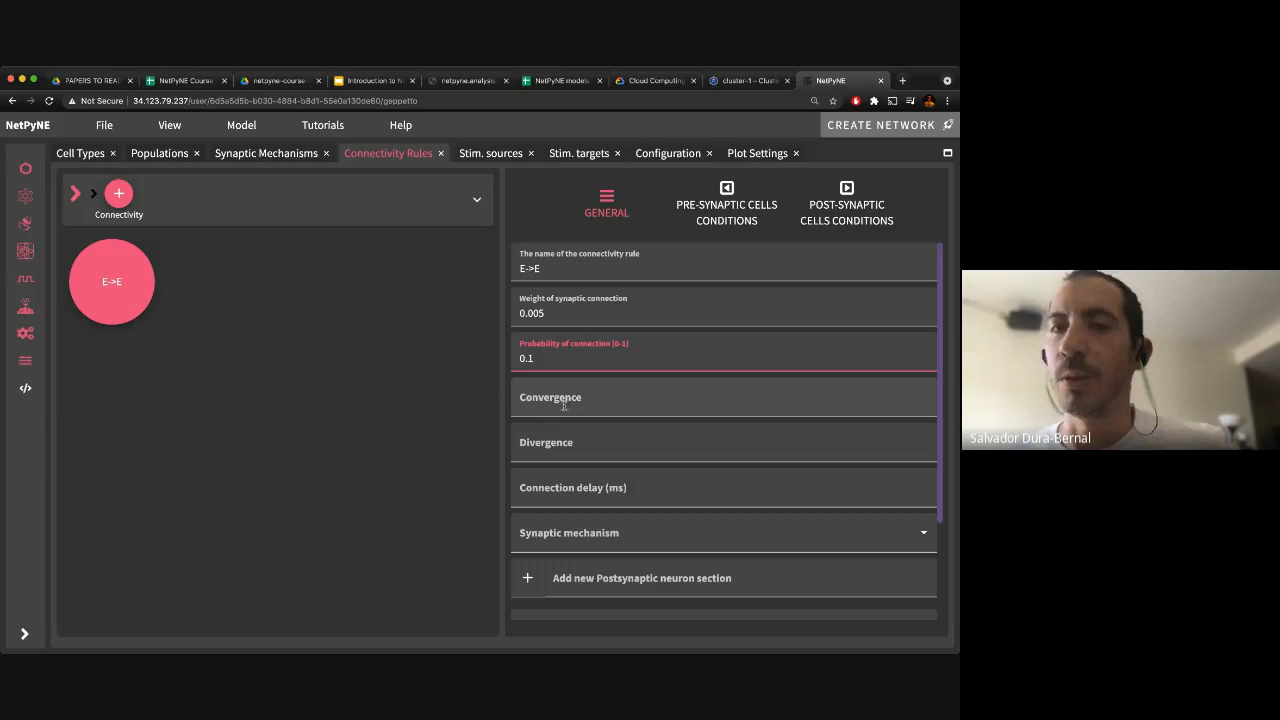 PAPERS TO READ
NetPyNE Course
netpyne-course
Introduction to N
netpyne.analysis
NetPyNE models
Cloud Computing
cluster-1 – Cluste
NetPyNE
Not Secure | 34.123.79.237/user/6d5a5d5b-b030-4884-b8d1-55e0a130de60/geppetto
NetPyNE File View Model Tutorials Help CREATE NETWORK
Cell Types Populations Synaptic Mechanisms Connectivity Rules Stim. sources Stim. targets Configuration Plot Settings
Connectivity
E->E
GENERAL
PRE-SYNAPTIC CELLS
CONDITIONS
POST-SYNAPTIC
CELLS CONDITIONS
The name of the connectivity rule
E->E
Weight of synaptic connection
0.005
Probability of connection (0-1)
0.1
Convergence
Divergence
Connection delay (ms)
Synaptic mechanism
Add new Postsynaptic neuron section
Salvador Dura-Bernal